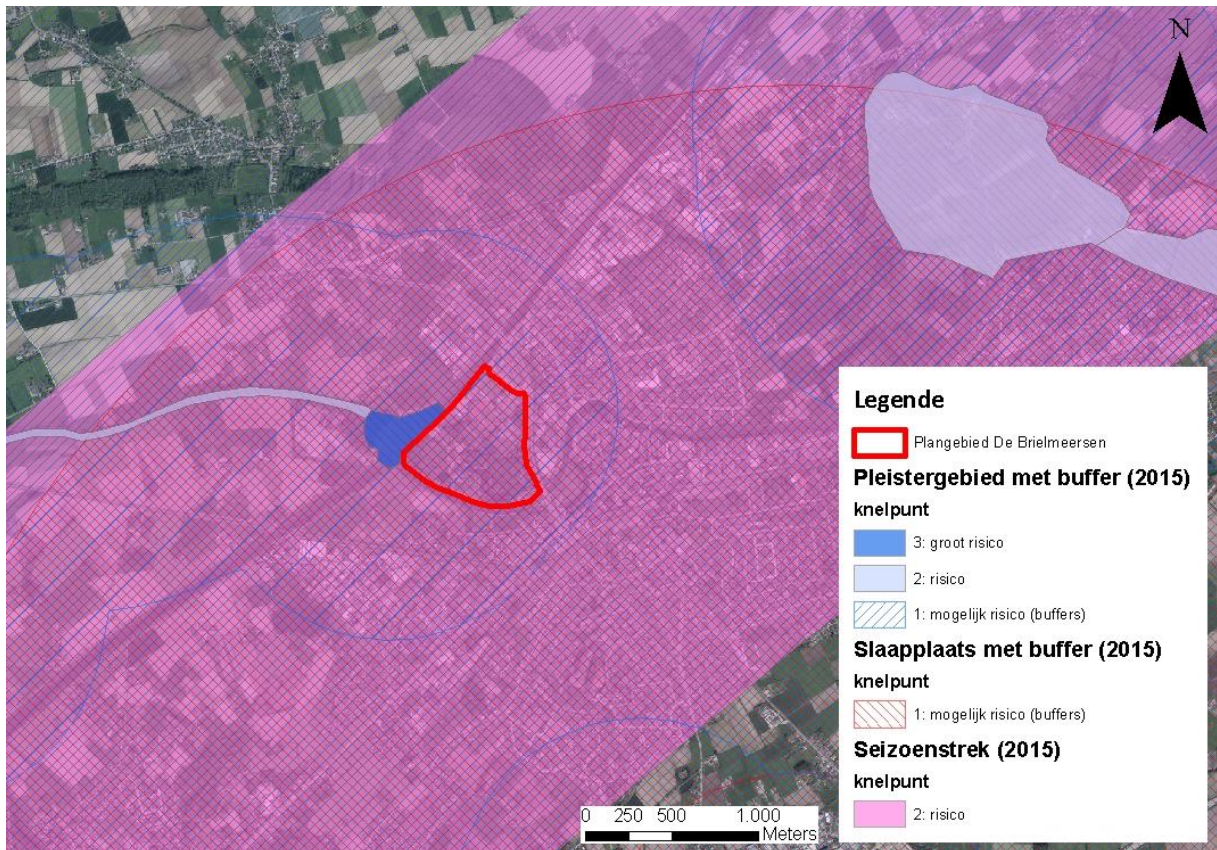 N
Legende
Plangebied De Brielmeersen
Pleistergebied met buffer (2015)
knelpunt
3: groot risico
2: risico
1: mogelijk risico (buffers)
Slaapplaats met buffer (2015)
knelpunt
1: mogelijk risico (buffers)
Seizoenstrek (2015)
knelpunt
2: risico
0 250 500 1.000
Meters